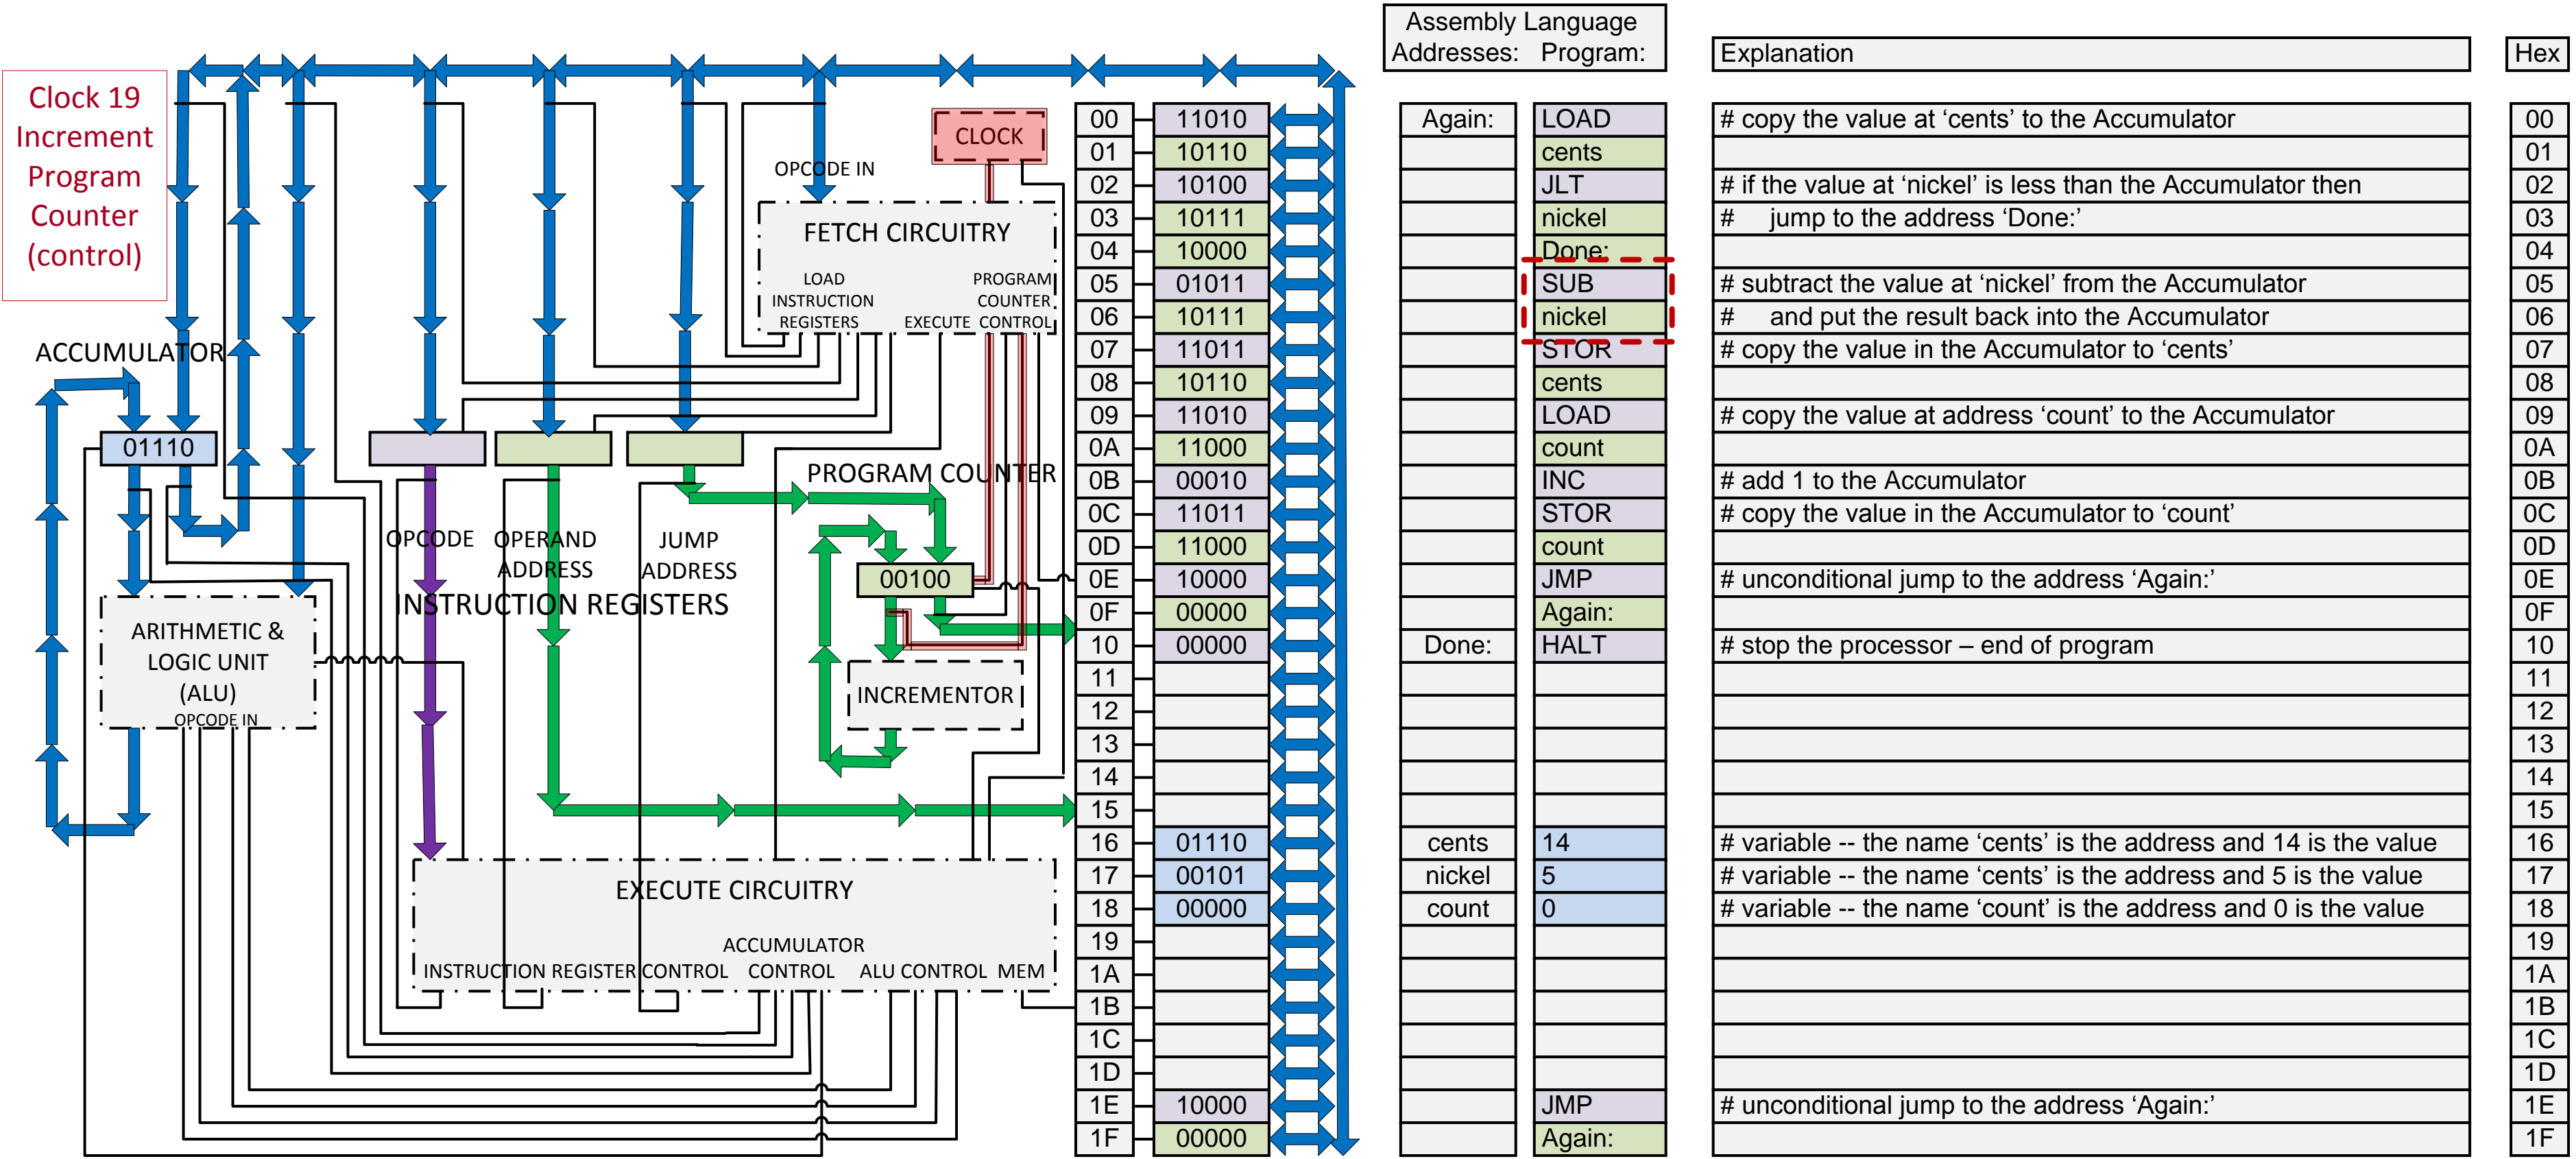 Assembly Language
Addresses: Program:
Explanation
Hex
Clock 19
Increment
Program
Counter
(control)
CLOCK
OPCODE IN
FETCH CIRCUITRY
LOAD
INSTRUCTION
REGISTERS
EXECUTE
PROGRAM
COUNTER
CONTROL
ACCUMULATOR
01110
PROGRAM COUNTER
00100
OPCODE
OPERAND
ADDRESS
JUMP
ADDRESS
INSTRUCTION REGISTERS
ARITHMETIC &
LOGIC UNIT
(ALU)
OPCODE IN
INCREMENTOR
EXECUTE CIRCUITRY
INSTRUCTION REGISTER CONTROL
ACCUMULATOR
CONTROL
ALU CONTROL
MEM
00 11010 Again: LOAD # copy the value at 'cents' to the Accumulator 00
01 10110 cents 01
02 10100 JLT # if the value at 'nickel' is less than the Accumulator then 02
03 10111 nickel # jump to the address 'Done:' 03
04 10000 Done: 04
05 01011 SUB # subtract the value at 'nickel' from the Accumulator 05
06 10111 nickel # and put the result back into the Accumulator 06
07 11011 STOR # copy the value in the Accumulator to 'cents' 07
08 10110 cents 08
09 11010 LOAD # copy the value at address 'count' to the Accumulator 09
0A 11000 count 0A
0B 00010 INC # add 1 to the Accumulator 0B
0C 11011 STOR # copy the value in the Accumulator to 'count' 0C
0D 11000 count 0D
0E 10000 JMP # unconditional jump to the address 'Again:' 0E
0F 00000 Again: 0F
10 00000 Done: HALT # stop the processor – end of program 10
11 11
12 12
13 13
14 14
15 15
16 01110 cents 14 # variable -- the name 'cents' is the address and 14 is the value 16
17 00101 nickel 5 # variable -- the name 'cents' is the address and 5 is the value 17
18 00000 count 0 # variable -- the name 'count' is the address and 0 is the value 18
19 19
1A 1A
1B 1B
1C 1C
1D 1D
1E 10000 JMP # unconditional jump to the address 'Again:' 1E
1F 00000 Again: 1F